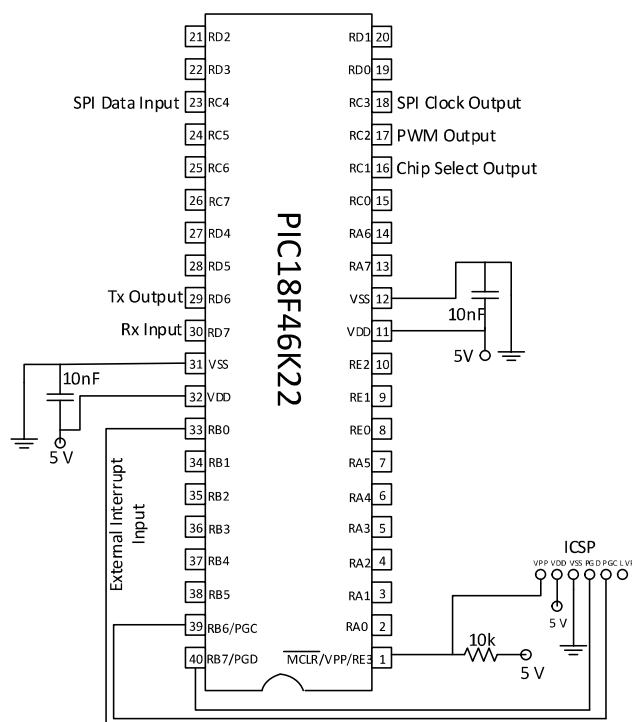 21 RD2 RD1 20
22 RD3 RD0 19
SPI Data Input 23 RC4 RC3 18 SPI Clock Output
24 RC5 RC2 17 PWM Output
25 RC6 RC1 16 Chip Select Output
26 RC7 RC0 15
27 RD4 RA6 14
28 RD5 RA7 13
Tx Output 29 RD6 VSS 12
10nF
Rx Input 30 RD7 VDD 11
5V
31 VSS RE2 10
10nF
32 VDD RE1 9
5 V
33 RB0 RE0 8
34 RB1 RA5 7
35 RB2 RA4 6
36 RB3 RA3 5
37 RB4 RA2 4
38 RB5 RA1 3
39 RB6/PGC RA0 2
40 RB7/PGD MCLR/VPP/RE3 1
PIC18F46K22
External Interrupt
Input
ICSP
VPP VDD VSS PGD PGC
5 V
10k
5 V